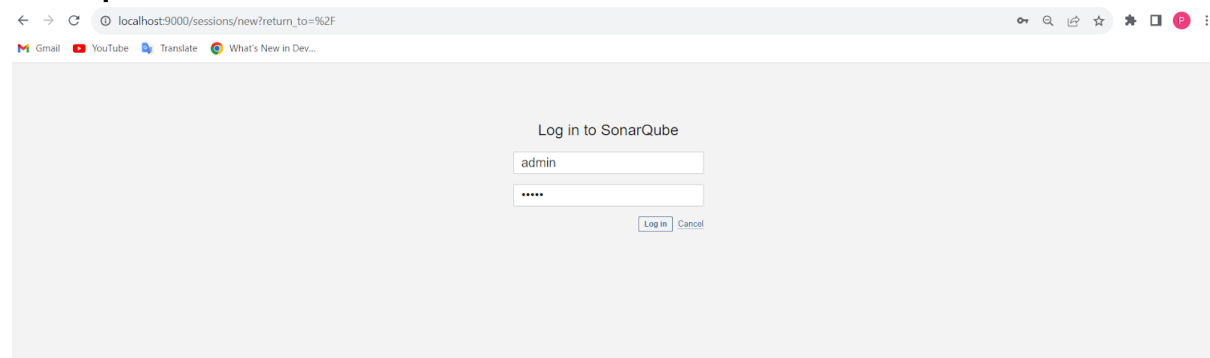 localhost:9000/sessions/new?return_to=%2F
P
Gmail YouTube Translate What's New in Dev...
Log in to SonarQube
admin
•••••
Log in Cancel